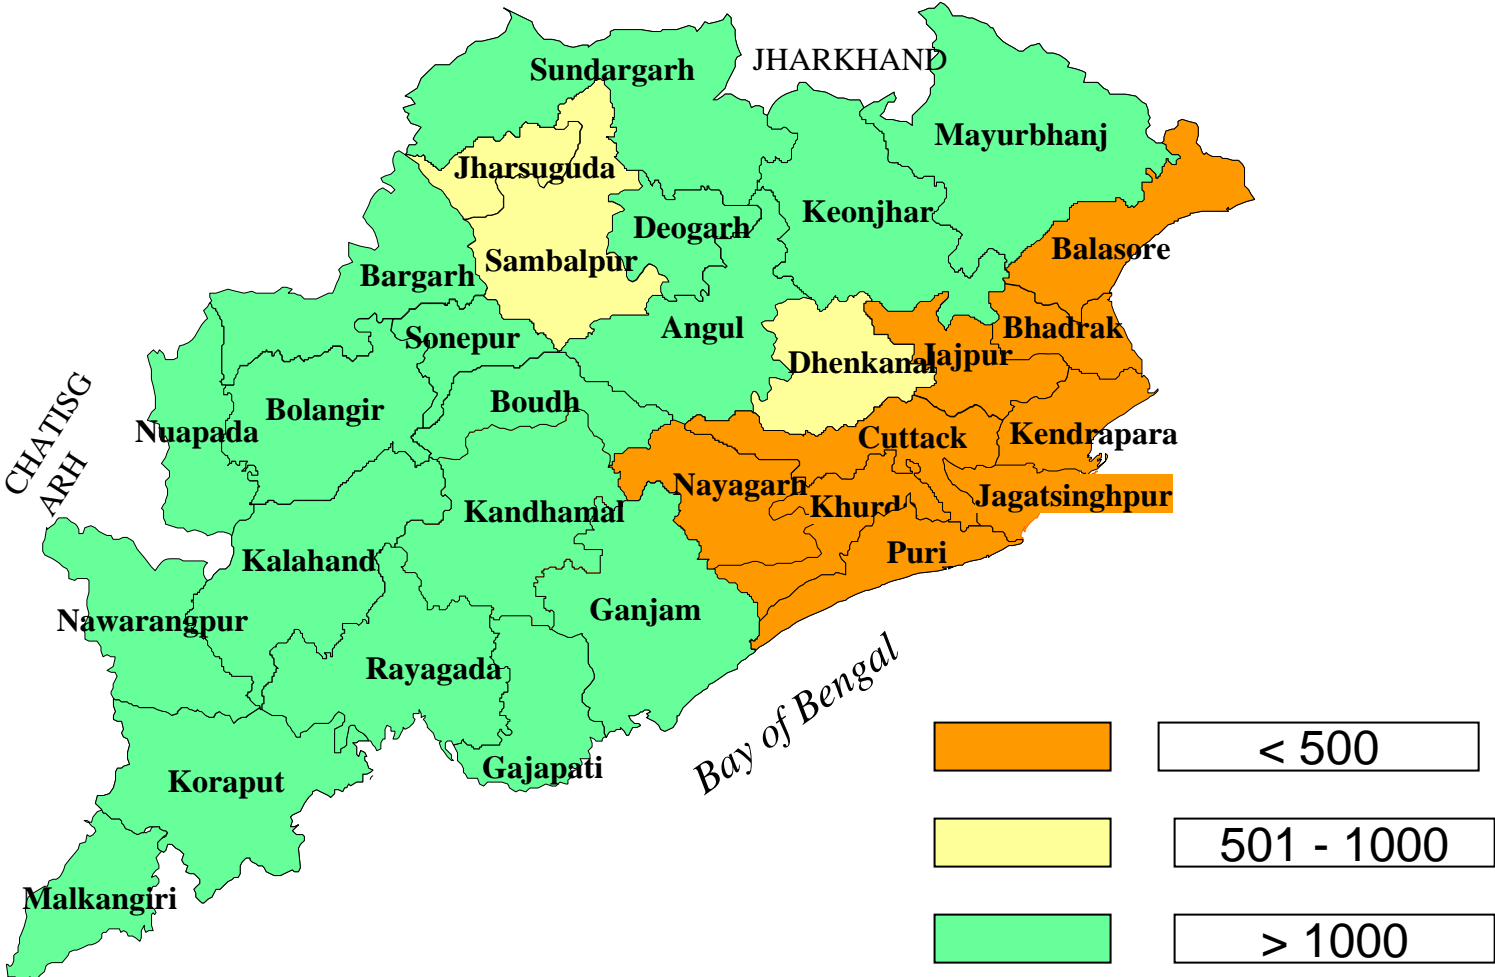 JHARKHAND
Sundargarh
Mayurbhanj
Jharsuguda
Keonjhar
Deogarh
Balasore
Sambalpur
Bargarh
Angul
Bhadrak
Sonepur
Jajpur
Dhenkanal
Boudh
Bolangir
Nuapada
Cuttack
Kendrapara
CHATISG
ARH
Nayagarh
Jagatsinghpur
Khurd
Kandhamal
Puri
Kalahand
Ganjam
Nawarangpur
Rayagada
Bay of Bengal
Gajapati
Koraput
Malkangiri
< 500
501 - 1000
> 1000